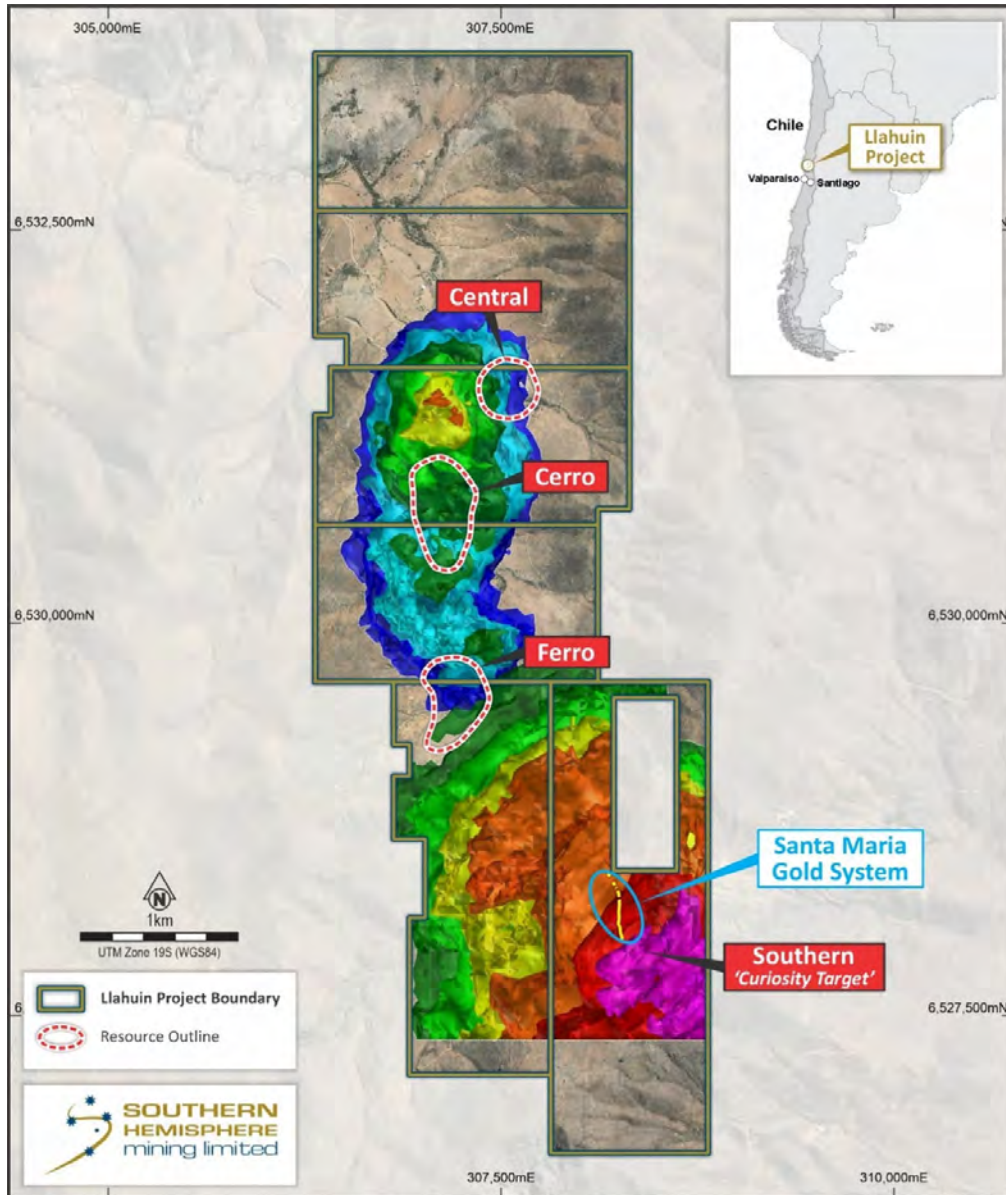 305,000mE
307,500mE
Chile
Llahuin
Project
Valparaiso
Santiago
6,532,500mN
Central
Cerro
6,530,000mN
6,530,000mN
Ferro
Santa Maria
Gold System
N
1km
UTM Zone 19S (WGS84)
Southern
'Curiosity Target'
Llahuin Project Boundary
Resource Outline
6,527,500mN
SOUTHERN
HEMISPHERE
mining limited
307,500mE
310,000mE